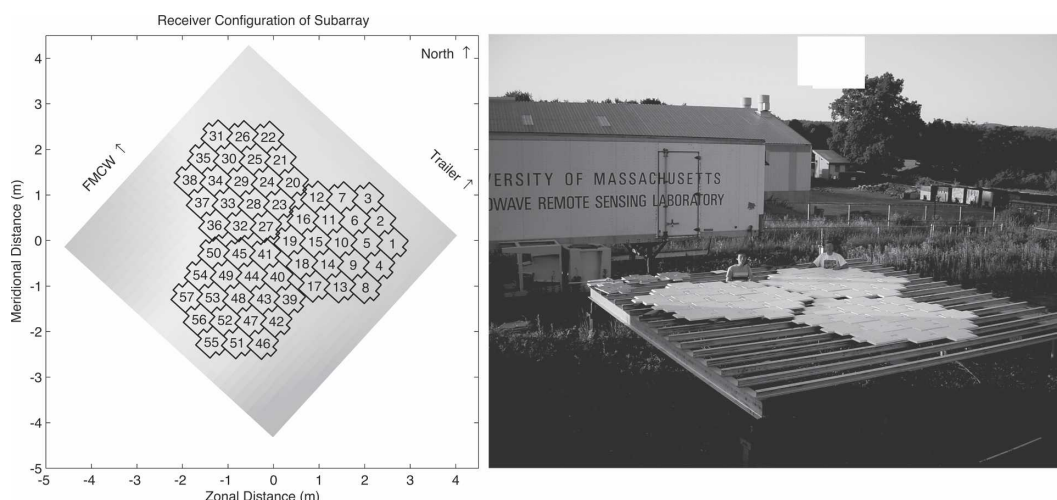 Receiver Configuration of Subarray
North ↑
FMCW ↑
Trailer ↑
31 26 22
35 30 25 21
38 34 29 24 20
12 7 3
37 33 28 23
16 11 6 2
36 32 27
19 15 10 5 1
50 45 41
18 14 9 4
54 49 44 40
17 13 8
57 53 48 43 39
56 52 47 42
55 51 46
4
3
2
1
0
-1
-2
-3
-4
-5
-5 -4 -3 -2 -1 0 1 2 3 4
Meridional Distance (m)
Zonal Distance (m)
VERSITY OF MASSACHUSETTS
OWAVE REMOTE SENSING LABORATORY